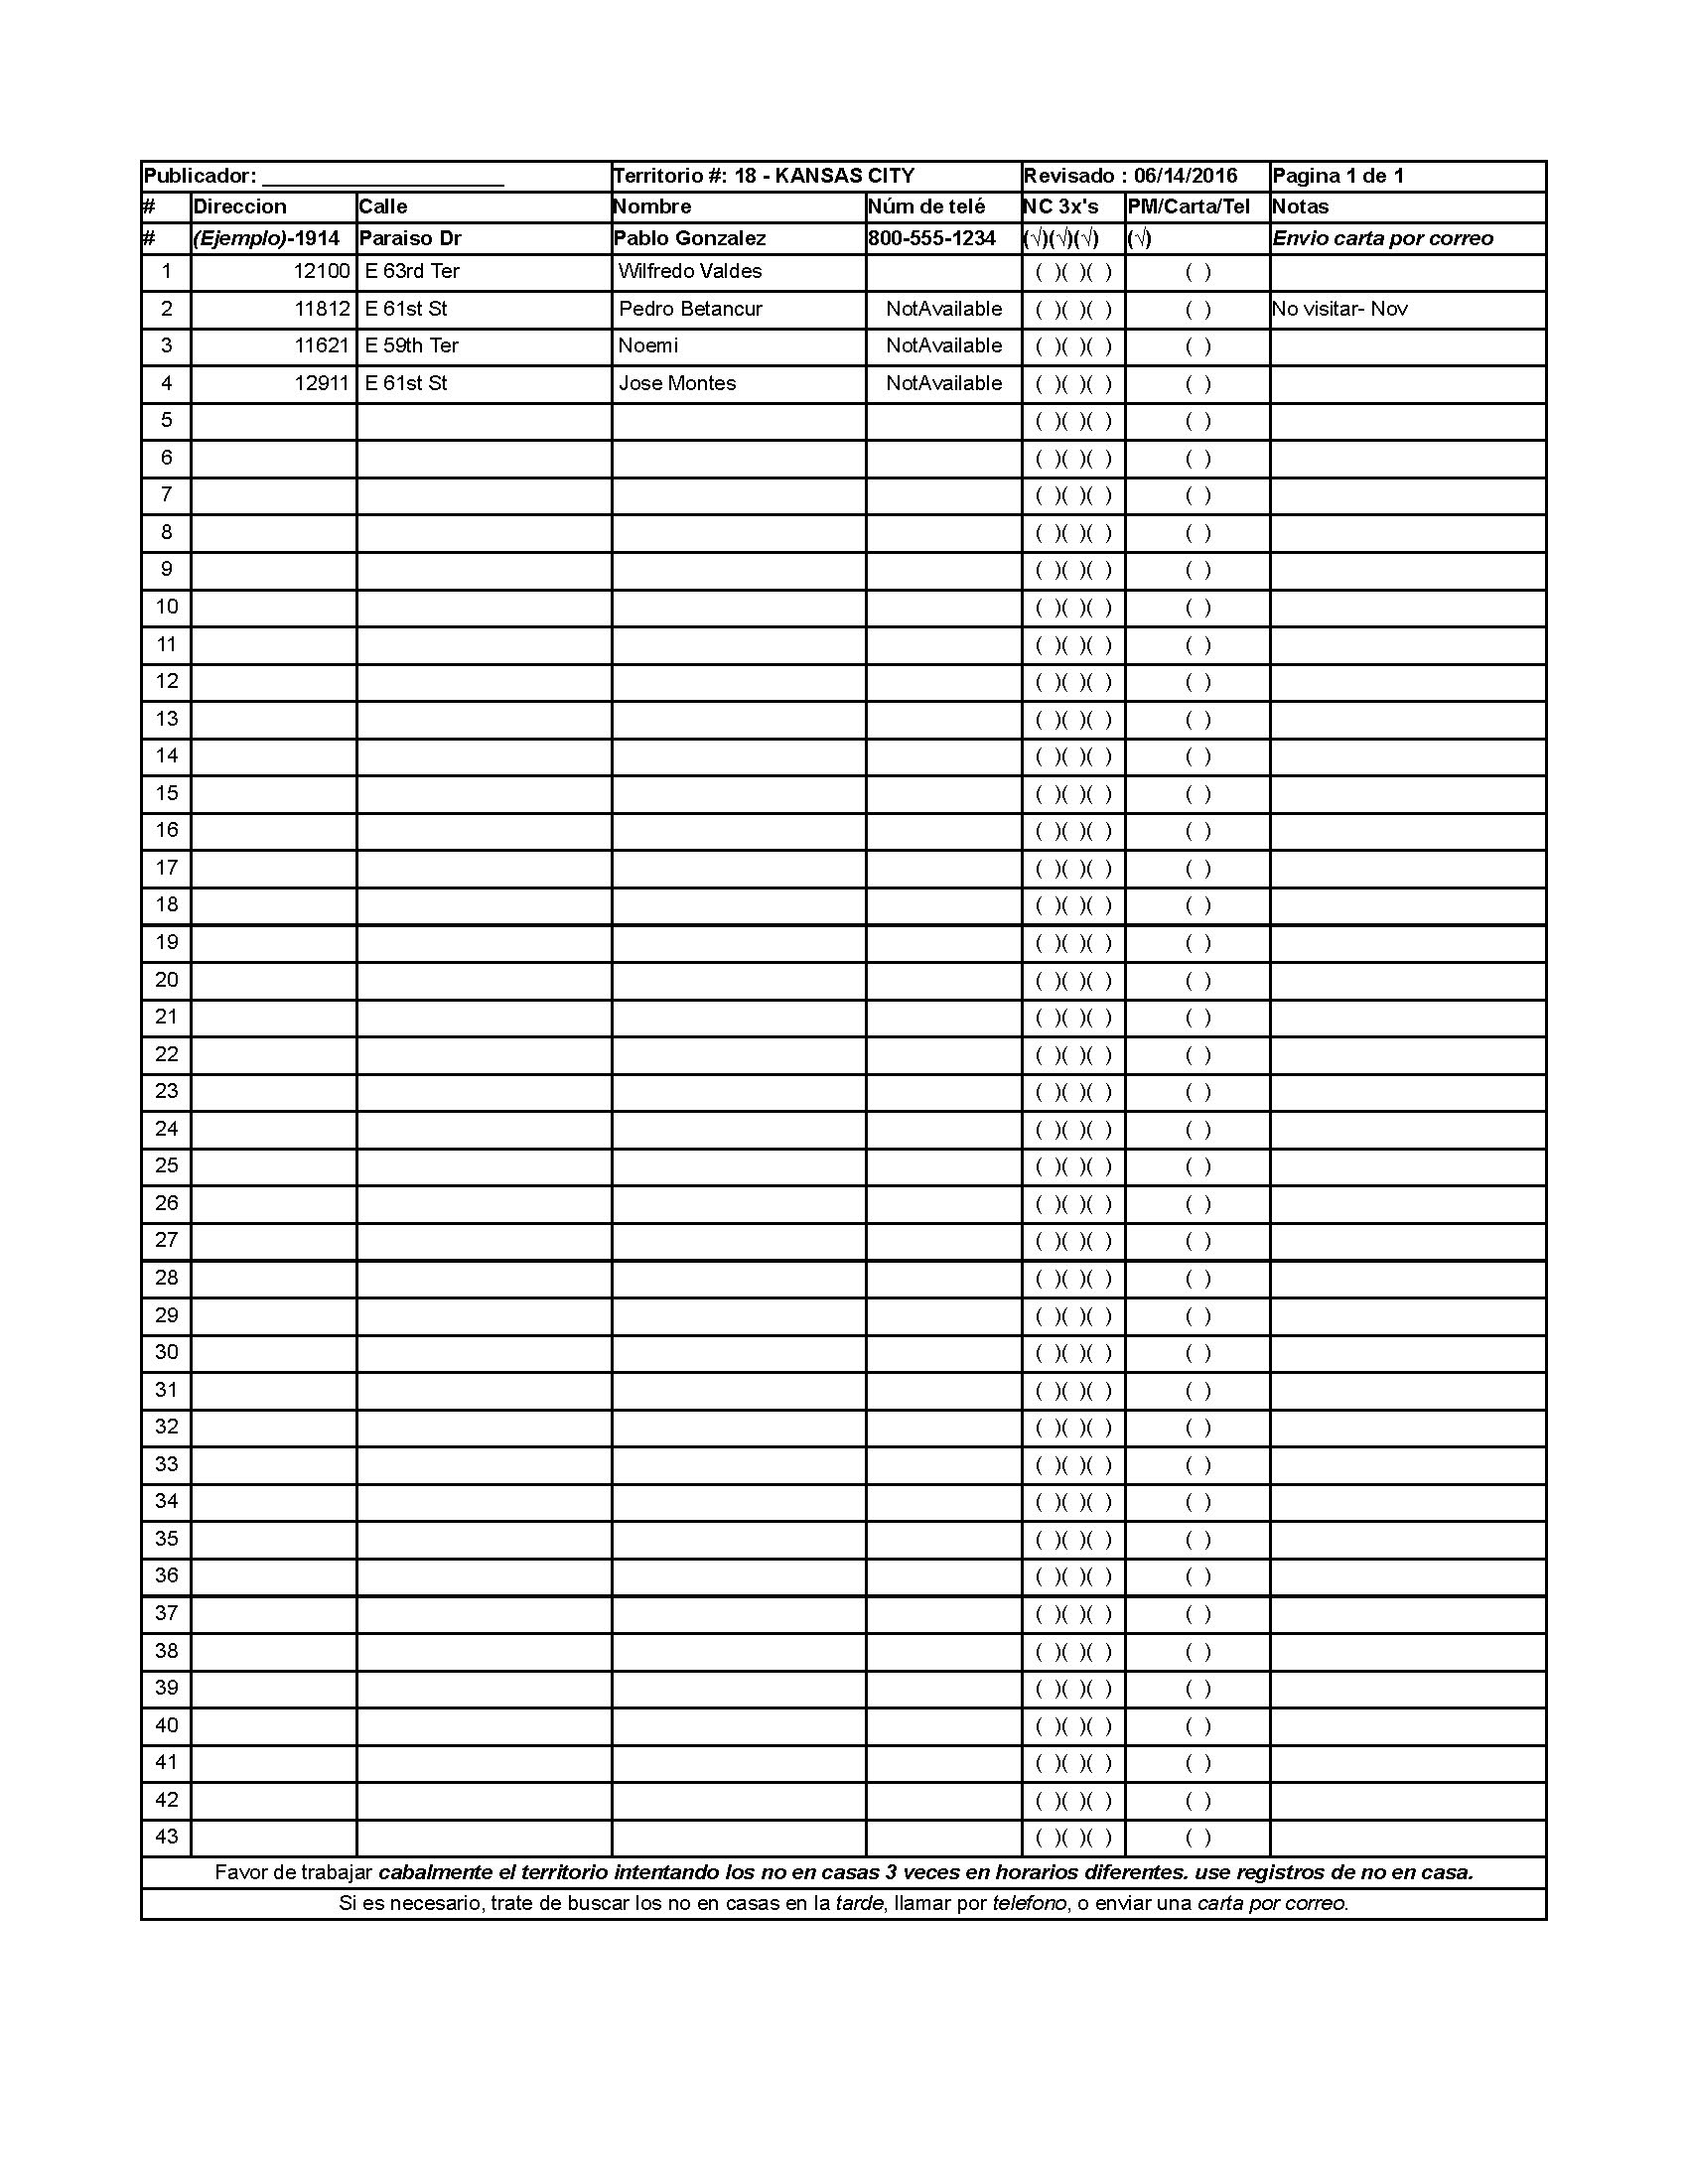 Publicador: ____________________ Territorio #: 18 - KANSAS CITY Revisado : 06/14/2016 Pagina 1 de 1
# Direccion Calle Nombre Núm de telé NC 3x's PM/Carta/Tel Notas
# (Ejemplo)-1914 Paraiso Dr Pablo Gonzalez 800-555-1234 (√)(√)(√) (√) Envio carta por correo
1 12100 E 63rd Ter Wilfredo Valdes ( )( )( ) ( )
2 11812 E 61st St Pedro Betancur NotAvailable ( )( )( ) ( ) No visitar- Nov
3 11621 E 59th Ter Noemi NotAvailable ( )( )( ) ( )
4 12911 E 61st St Jose Montes NotAvailable ( )( )( ) ( )
5 ( )( )( ) ( )
6 ( )( )( ) ( )
7 ( )( )( ) ( )
8 ( )( )( ) ( )
9 ( )( )( ) ( )
10 ( )( )( ) ( )
11 ( )( )( ) ( )
12 ( )( )( ) ( )
13 ( )( )( ) ( )
14 ( )( )( ) ( )
15 ( )( )( ) ( )
16 ( )( )( ) ( )
17 ( )( )( ) ( )
18 ( )( )( ) ( )
19 ( )( )( ) ( )
20 ( )( )( ) ( )
21 ( )( )( ) ( )
22 ( )( )( ) ( )
23 ( )( )( ) ( )
24 ( )( )( ) ( )
25 ( )( )( ) ( )
26 ( )( )( ) ( )
27 ( )( )( ) ( )
28 ( )( )( ) ( )
29 ( )( )( ) ( )
30 ( )( )( ) ( )
31 ( )( )( ) ( )
32 ( )( )( ) ( )
33 ( )( )( ) ( )
34 ( )( )( ) ( )
35 ( )( )( ) ( )
36 ( )( )( ) ( )
37 ( )( )( ) ( )
38 ( )( )( ) ( )
39 ( )( )( ) ( )
40 ( )( )( ) ( )
41 ( )( )( ) ( )
42 ( )( )( ) ( )
43 ( )( )( ) ( )
Favor de trabajar cabalmente el territorio intentando los no en casas 3 veces en horarios diferentes. use registros de no en casa.
Si es necesario, trate de buscar los no en casas en la tarde, llamar por telefono, o enviar una carta por correo.